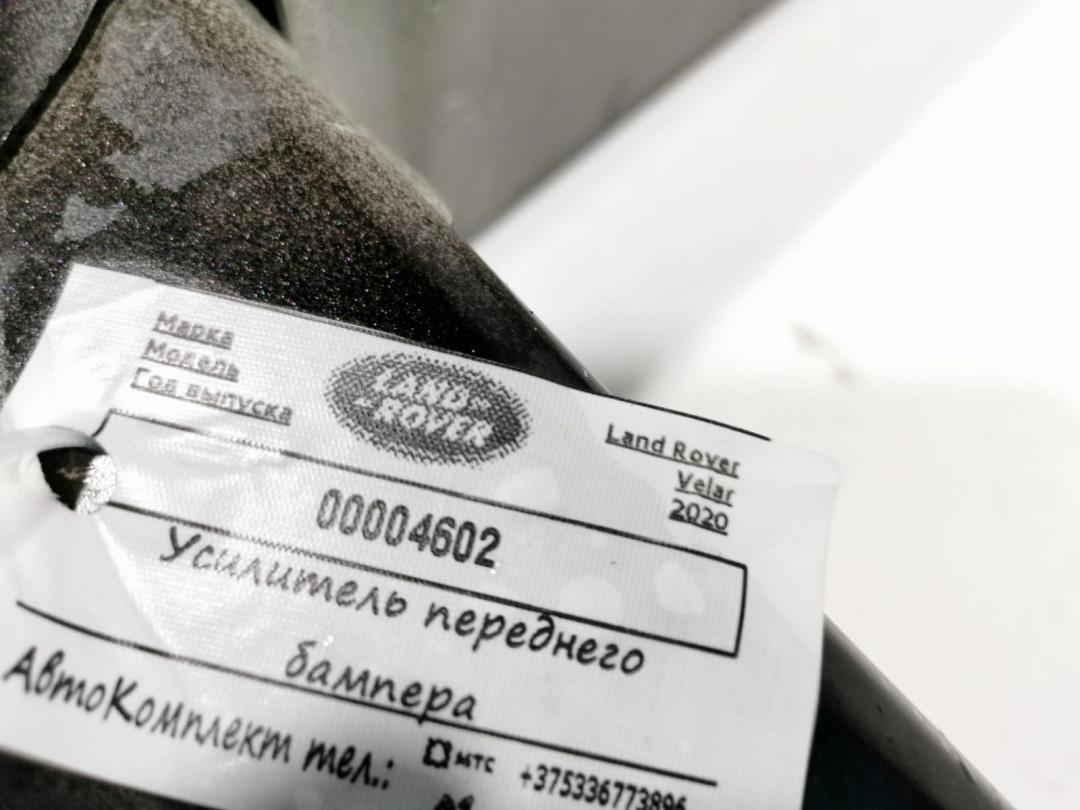 Марка
Модель
Год выпуска
LAND
ROVER
Land Rover
Velar
2020
00004602
Усилитель переднего
бампера
АвтоКомплект тел.: мтс +375336773896